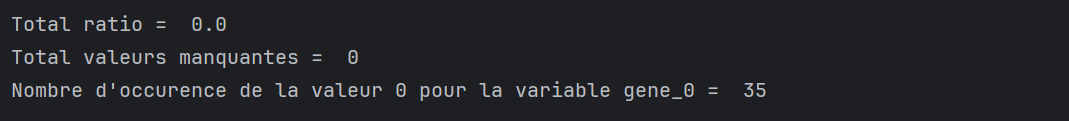 Total ratio =  0.0
Total valeurs manquantes =  0
Nombre d'occurence de la valeur 0 pour la variable gene_0 =  35